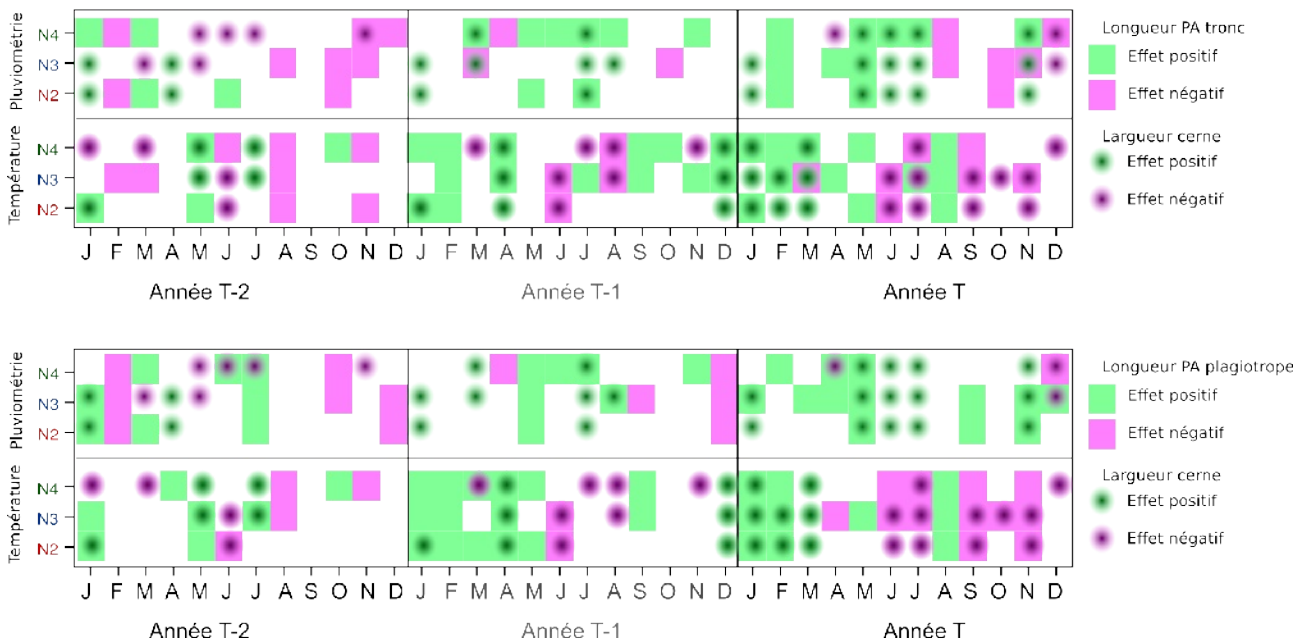 Pluviométrie
N4
N3
N2
Température
N4
N3
N2
J F M A M J J A S O N D J F M A M J J A S O N D J F M A M J J A S O N D
Année T-2 Année T-1 Année T
Longueur PA tronc
Effet positif
Effet négatif
Largueur cerne
Effet positif
Effet négatif
Pluviométrie
N4
N3
N2
Température
N4
N3
N2
J F M A M J J A S O N D J F M A M J J A S O N D J F M A M J J A S O N D
Année T-2 Année T-1 Année T
Longueur PA plagiotrope
Effet positif
Effet négatif
Largueur cerne
Effet positif
Effet négatif